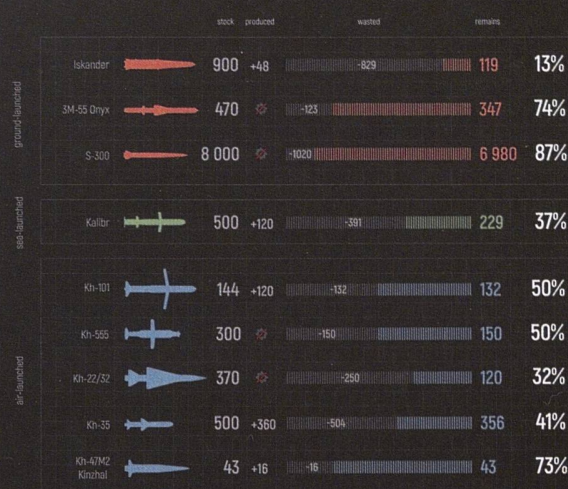 stock produced wasted remains
ground-launched
Iskander 900 +48 -829 119 13%
3M-55 Onyx 470 -123 347 74%
S-300 8 000 -1020 6 980 87%
sea-launched
Kalibr 500 +120 -391 229 37%
air-launched
Kh-101 144 +120 -132 132 50%
Kh-555 300 -150 150 50%
Kh-22/32 370 -250 120 32%
Kh-35 500 +360 -504 356 41%
Kh-47M2
Kinzhal 43 +16 -16 43 73%